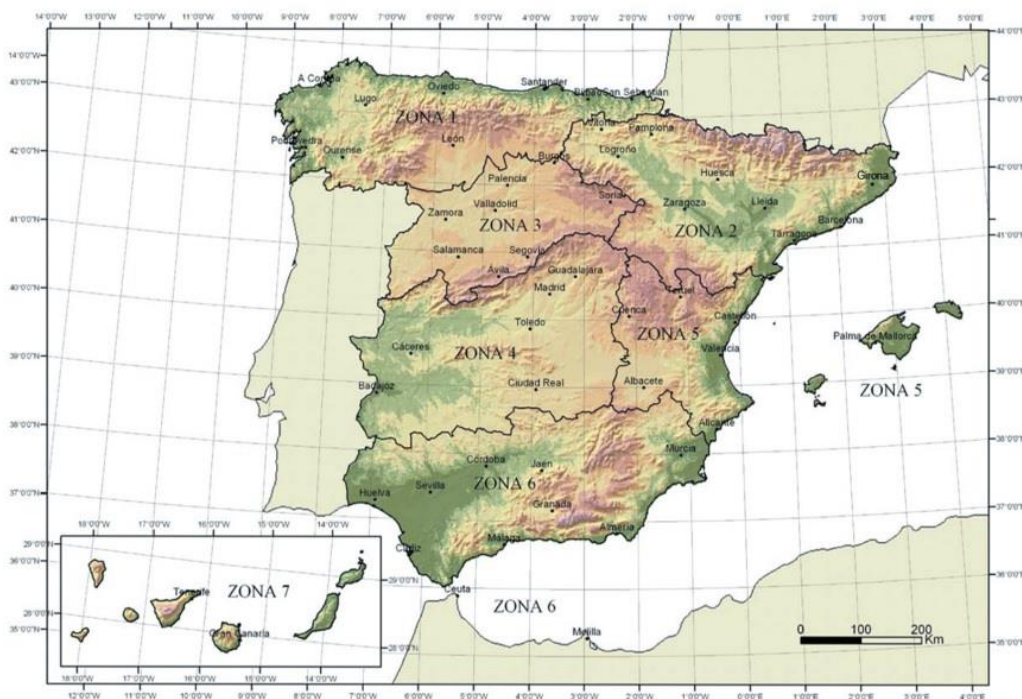 14°0'0"O 13°0'0"O 12°0'0"O 11°0'0"O 10°0'0"O 9°0'0"O 8°0'0"O 7°0'0"O 6°0'0"O 5°0'0"O 4°0'0"O 3°0'0"O 2°0'0"O 1°0'0"O 0°0'0"E 1°0'0"E 2°0'0"E 3°0'0"E 4°0'0"E 5°0'0"E
Santander
Oviedo
San Sebastián
Lugo
ZONA 1
Vitoria
Pamplona
León
Ourense
Logroño
Burgos
Huesca
Girona
Palencia
Soria
Valladolid
Zaragoza
Lleida
Zamora
ZONA 3
ZONA 2
Barcelona
Tarragona
Salamanca
Segovia
Ávila
Guadalajara
Madrid
Teruel
Cuenca
Castellón
Toledo
ZONA 5
Palma de Mallorca
Cáceres
ZONA 4
Valencia
Badajoz
Ciudad Real
Albacete
ZONA 5
Alicante
Córdoba
Jaén
Murcia
Sevilla
ZONA 6
Huelva
Granada
Almería
Málaga
Cádiz
Ceuta
ZONA 6
Melilla
18°0'0"O 17°0'0"O 16°0'0"O 15°0'0"O 14°0'0"O
Tenerife
ZONA 7
Gran Canaria
29°0'0"N
28°0'0"N
0 100 200
Km